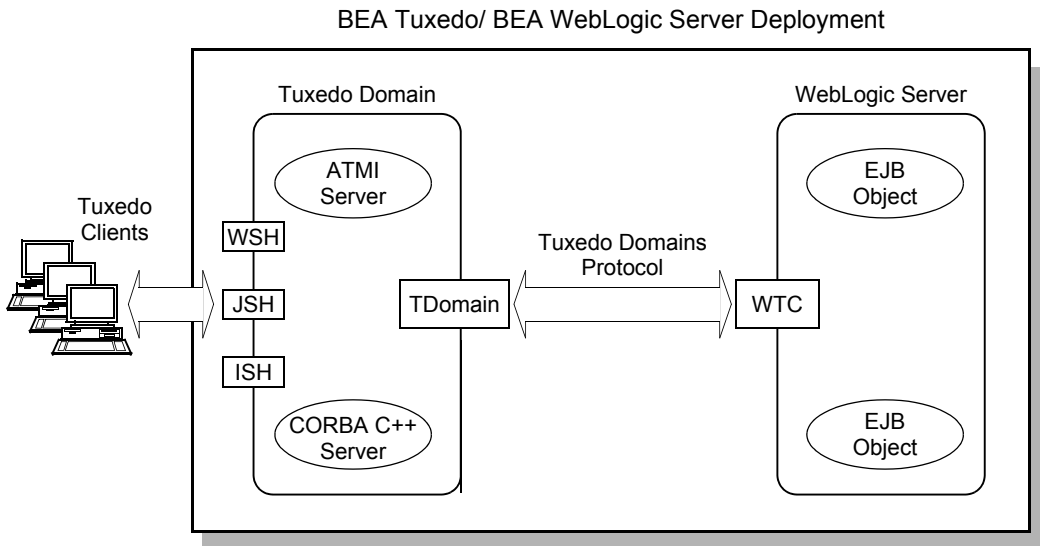 BEA Tuxedo/ BEA WebLogic Server Deployment
Tuxedo Domain
WebLogic Server
ATMI
Server
EJB
Object
Tuxedo
Clients
WSH
JSH
ISH
TDomain
Tuxedo Domains
Protocol
WTC
CORBA C++
Server
EJB
Object